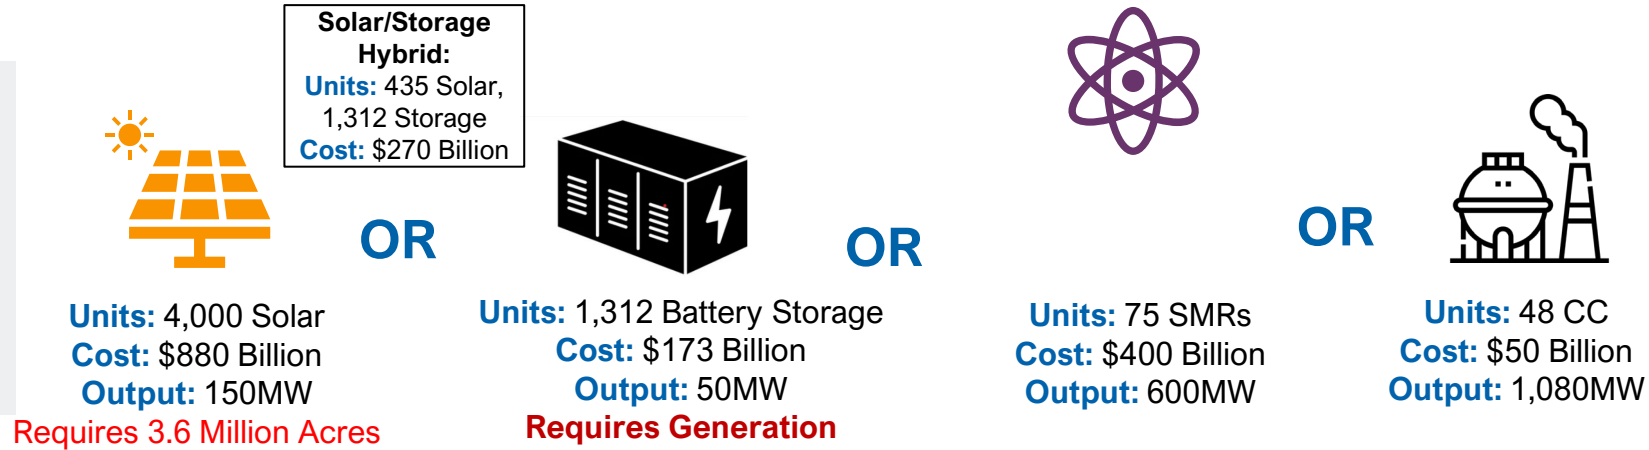 Solar/Storage
Hybrid:
Units: 435 Solar,
1,312 Storage
Cost: $270 Billion
OR
OR
OR
Units: 4,000 Solar
Cost: $880 Billion
Output: 150MW
Requires 3.6 Million Acres
Units: 1,312 Battery Storage
Cost: $173 Billion
Output: 50MW
Requires Generation
Units: 75 SMRs
Cost: $400 Billion
Output: 600MW
Units: 48 CC
Cost: $50 Billion
Output: 1,080MW